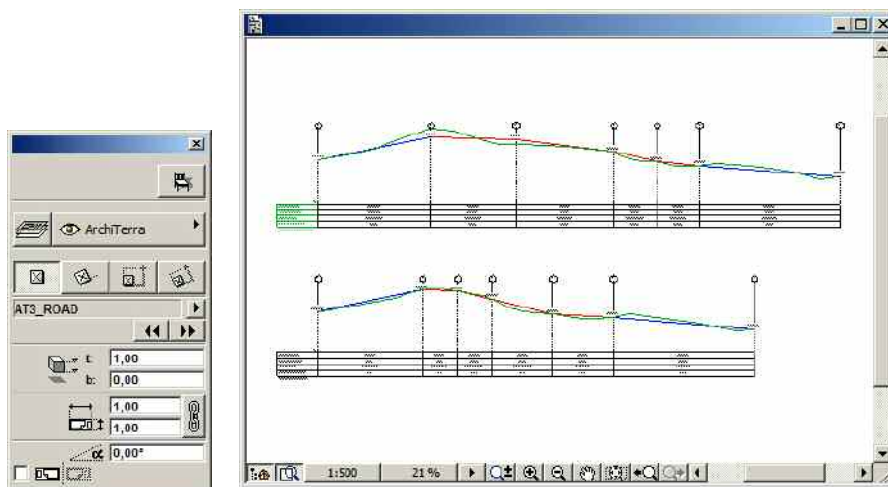 ArchiTerra
AT3_ROAD
t: 1,00
b: 0,00
1,00
1,00
α 0,00°
1:500 21 %